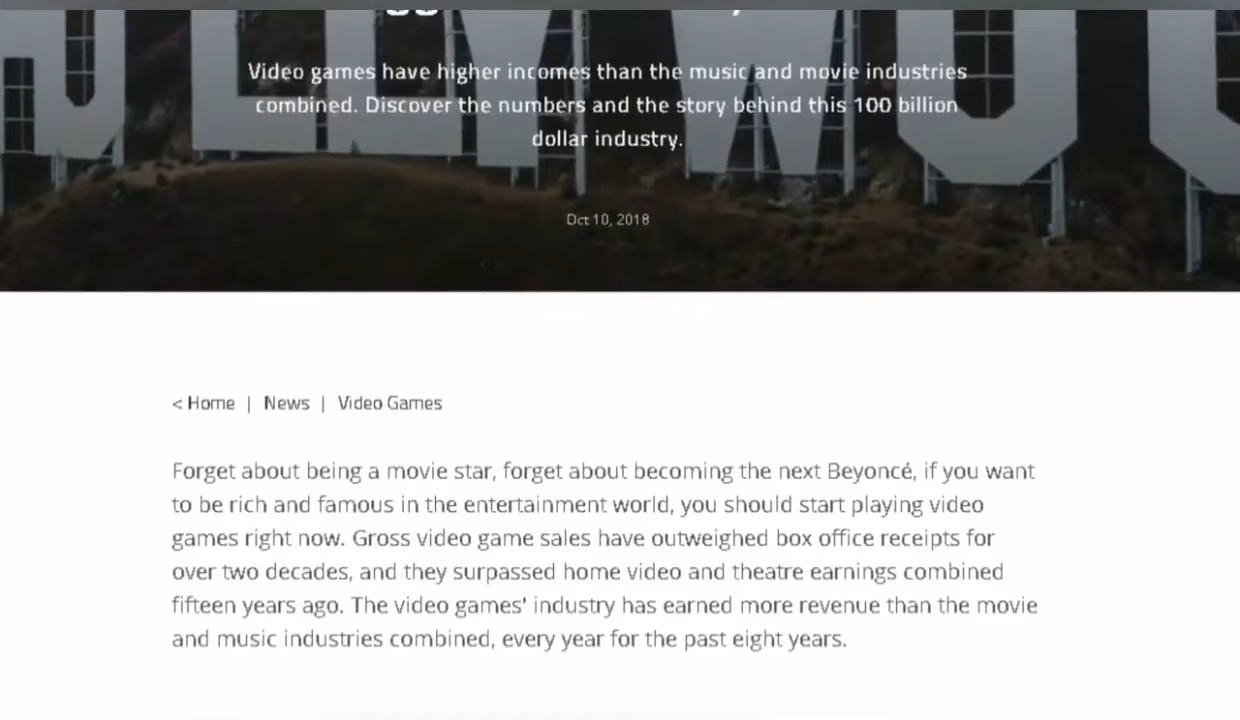 Video games have higher incomes than the music and movie industries
combined. Discover the numbers and the story behind this 100 billion
dollar industry.
Oct 10, 2018
< Home | News | Video Games
Forget about being a movie star, forget about becoming the next Beyoncé, if you want
to be rich and famous in the entertainment world, you should start playing video
games right now. Gross video game sales have outweighed box office receipts for
over two decades, and they surpassed home video and theatre earnings combined
fifteen years ago. The video games' industry has earned more revenue than the movie
and music industries combined, every year for the past eight years.